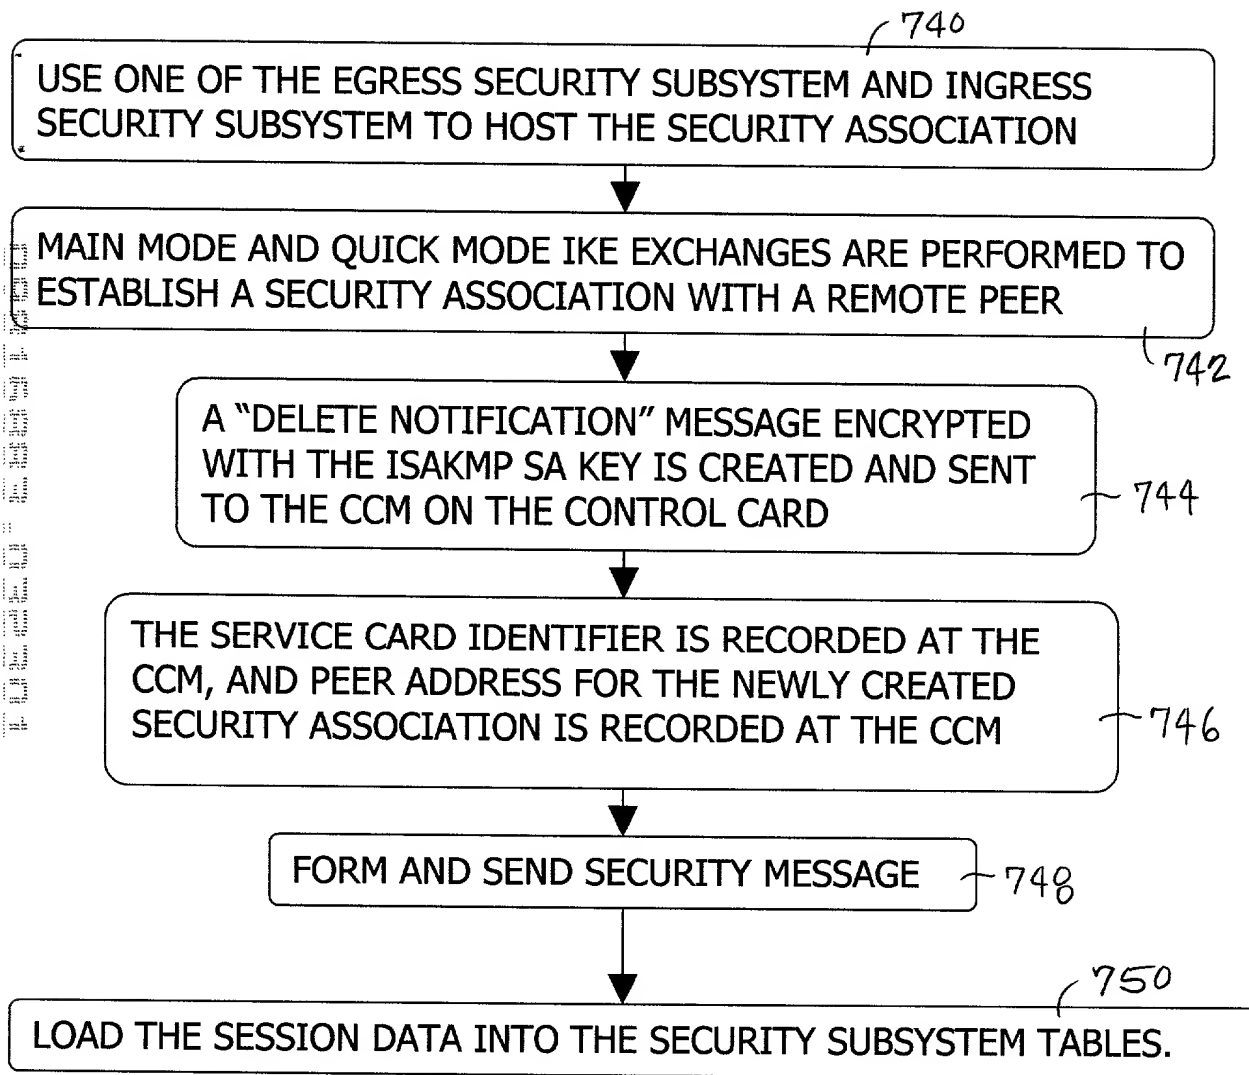 740
USE ONE OF THE EGRESS SECURITY SUBSYSTEM AND INGRESS
SECURITY SUBSYSTEM TO HOST THE SECURITY ASSOCIATION
MAIN MODE AND QUICK MODE IKE EXCHANGES ARE PERFORMED TO
ESTABLISH A SECURITY ASSOCIATION WITH A REMOTE PEER
742
A “DELETE NOTIFICATION” MESSAGE ENCRYPTED
WITH THE ISAKMP SA KEY IS CREATED AND SENT
TO THE CCM ON THE CONTROL CARD
744
THE SERVICE CARD IDENTIFIER IS RECORDED AT THE
CCM, AND PEER ADDRESS FOR THE NEWLY CREATED
SECURITY ASSOCIATION IS RECORDED AT THE CCM
746
FORM AND SEND SECURITY MESSAGE
748
750
LOAD THE SESSION DATA INTO THE SECURITY SUBSYSTEM TABLES.